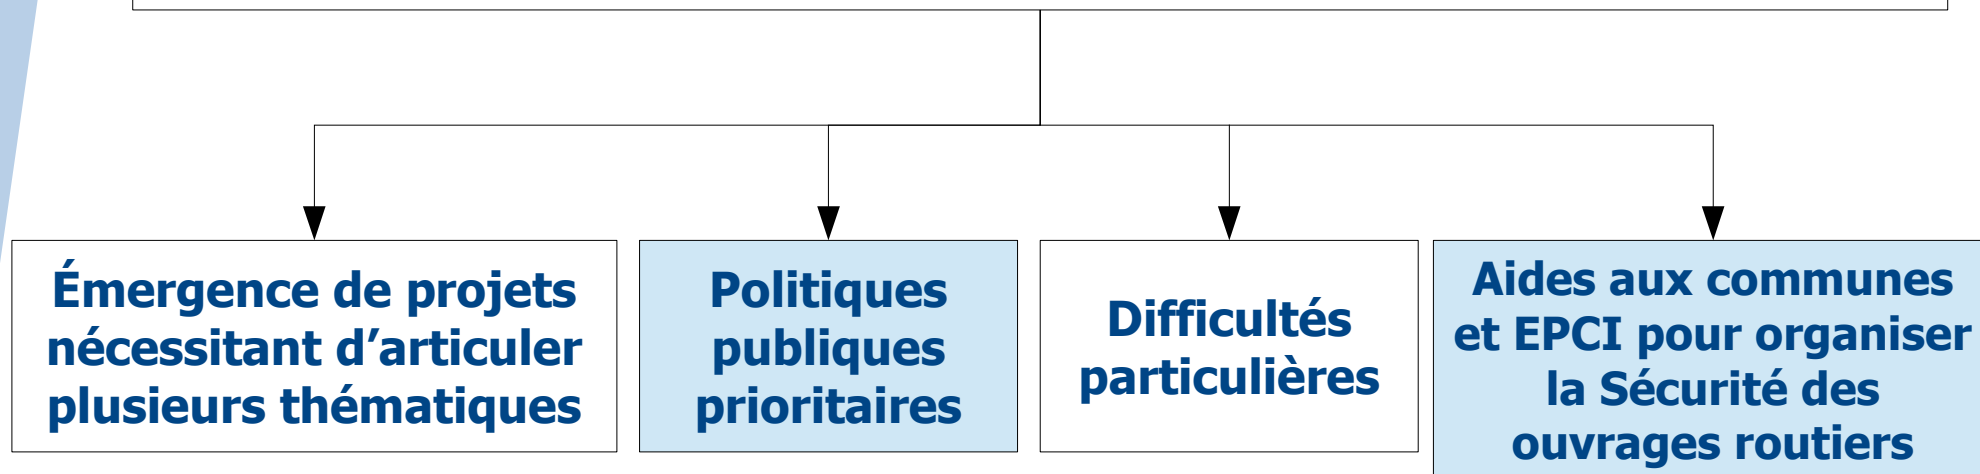 Émergence de projets
nécessitant d’articuler
plusieurs thématiques
Politiques
publiques
prioritaires
Difficultés
particulières
Aides aux communes
et EPCI pour organiser
la Sécurité des
ouvrages routiers